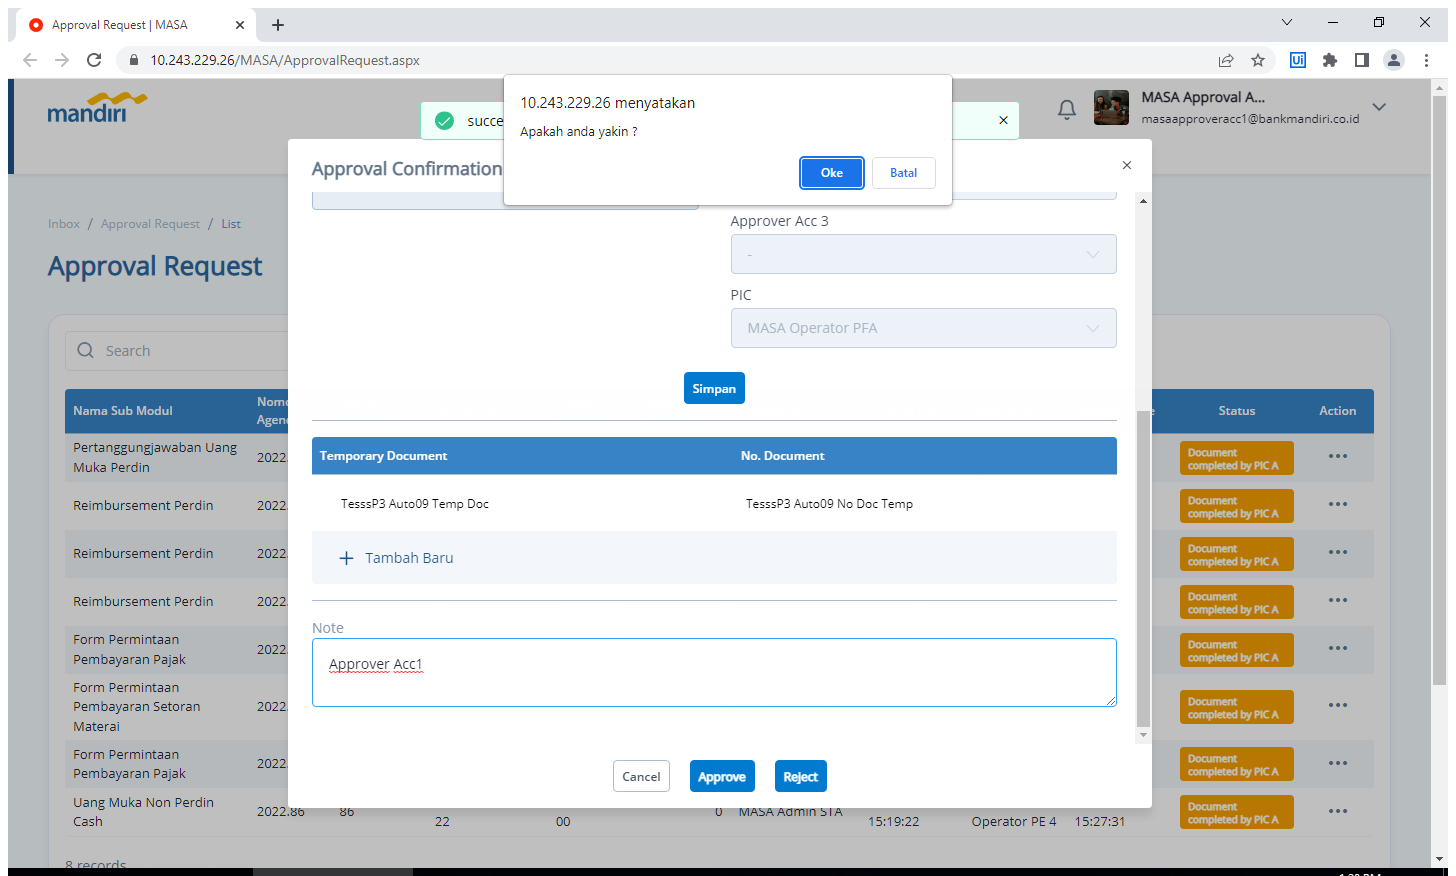 Approval Request | MASA
10.243.229.26/MASA/ApprovalRequest.aspx
Ui
mandiri
succe
10.243.229.26 menyatakan
Apakah anda yakin ?
Oke
Batal
MASA Approval A...
masaapproveracc1@bankmandiri.co.id
Inbox / Approval Request / List
Approval Request
Search
Nama Sub Modul
Status
Action
Pertanggungjawaban Uang
Muka Perdin
2022.
Document
completed by PIC A
Reimbursement Perdin
2022.
Document
completed by PIC A
Reimbursement Perdin
2022.
Document
completed by PIC A
Reimbursement Perdin
2022.
Document
completed by PIC A
Form Permintaan
Pembayaran Pajak
2022.
Document
completed by PIC A
Form Permintaan
Pembayaran Setoran
Materai
2022.
Document
completed by PIC A
Form Permintaan
Pembayaran Pajak
2022.
Document
completed by PIC A
Uang Muka Non Perdin
Cash
2022.86
86
22
00
0
MASA Admin STA
15:19:22
Operator PE 4
15:27:31
Document
completed by PIC A
8 records
Approval Confirmation
Approver Acc 3
-
PIC
MASA Operator PFA
Simpan
Temporary Document
No. Document
TesssP3 Auto09 Temp Doc
TesssP3 Auto09 No Doc Temp
+ Tambah Baru
Note
Approver Acc1
Cancel
Approve
Reject